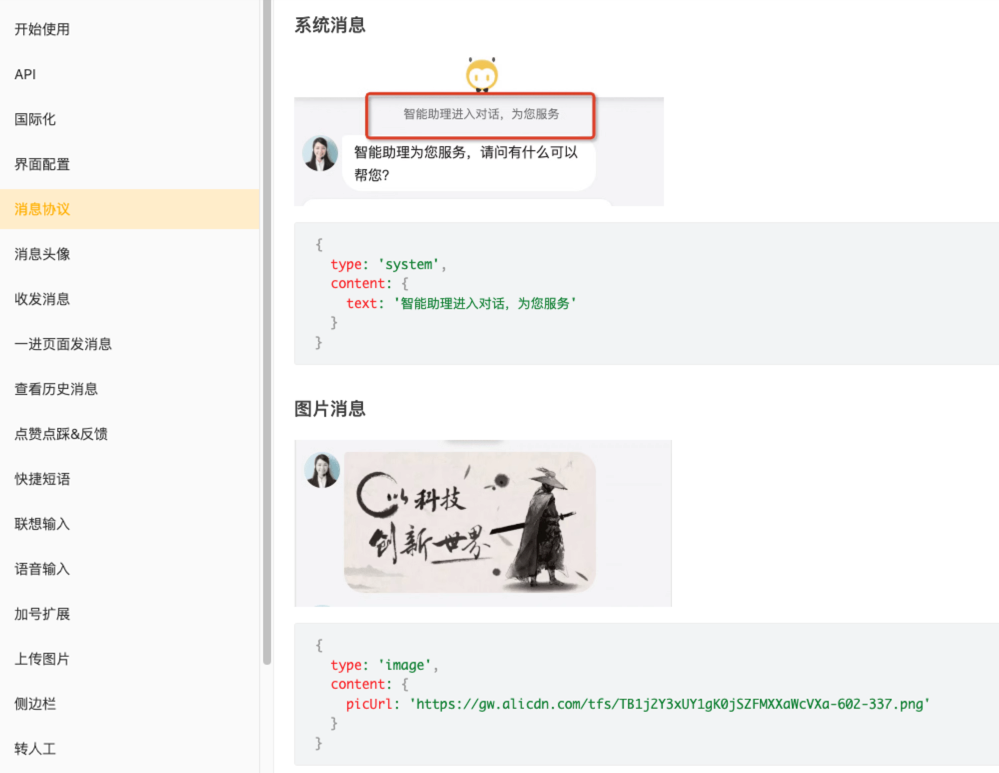 开始使用
API
国际化
界面配置
消息协议
消息头像
收发消息
一进页面发消息
查看历史消息
点赞点踩&反馈
快捷短语
联想输入
语音输入
加号扩展
上传图片
侧边栏
转人工
系统消息
智能助理进入对话，为您服务
智能助理为您服务，请问有什么可以
帮您?
{
type: 'system',
content: {
text: '智能助理进入对话，为您服务'
}
}
图片消息
以科技
创新世界
{
type: 'image',
content: {
picUrl: 'https://gw.alicdn.com/tfs/TB1j2Y3xUY1gK0jSZFMXXaWcVXa-602-337.png'
}
}